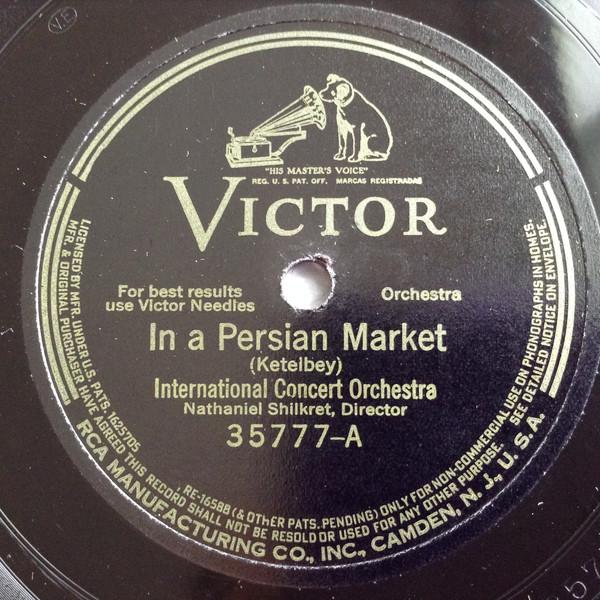 VE
"HIS MASTER'S VOICE"
REG. U. S. PAT. OFF. MARCAS REGISTRADAS
VICTOR
For best results
use Victor Needles
Orchestra
In a Persian Market
(Ketelbey)
International Concert Orchestra
Nathaniel Shilkret, Director
35777-A
LICENSED BY MFR. UNDER U.S. PATS. 1625705, RE-16588 (& OTHER PATS. PENDING) ONLY FOR NON-COMMERCIAL USE ON PHONOGRAPHS IN HOMES.
MFR. & ORIGINAL PURCHASER HAVE AGREED THIS RECORD SHALL NOT BE RESOLD OR USED FOR ANY OTHER PURPOSE. SEE DETAILED NOTICE ON ENVELOPE.
RCA MANUFACTURING CO., INC., CAMDEN, N. J., U. S. A.